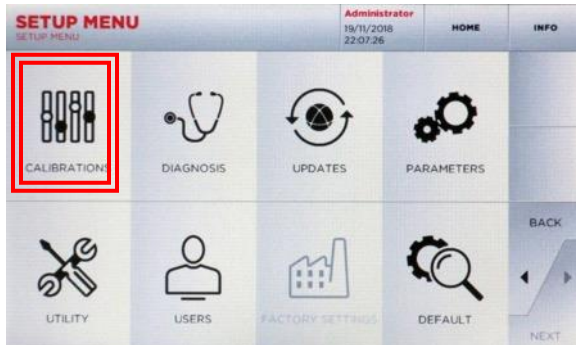 SETUP MENU
SETUP MENU
Administrator
19/11/2018
22:07:26
HOME
INFO
CALIBRATIONS
DIAGNOSIS
UPDATES
PARAMETERS
BACK
UTILITY
USERS
FACTORY SETTINGS
DEFAULT
NEXT